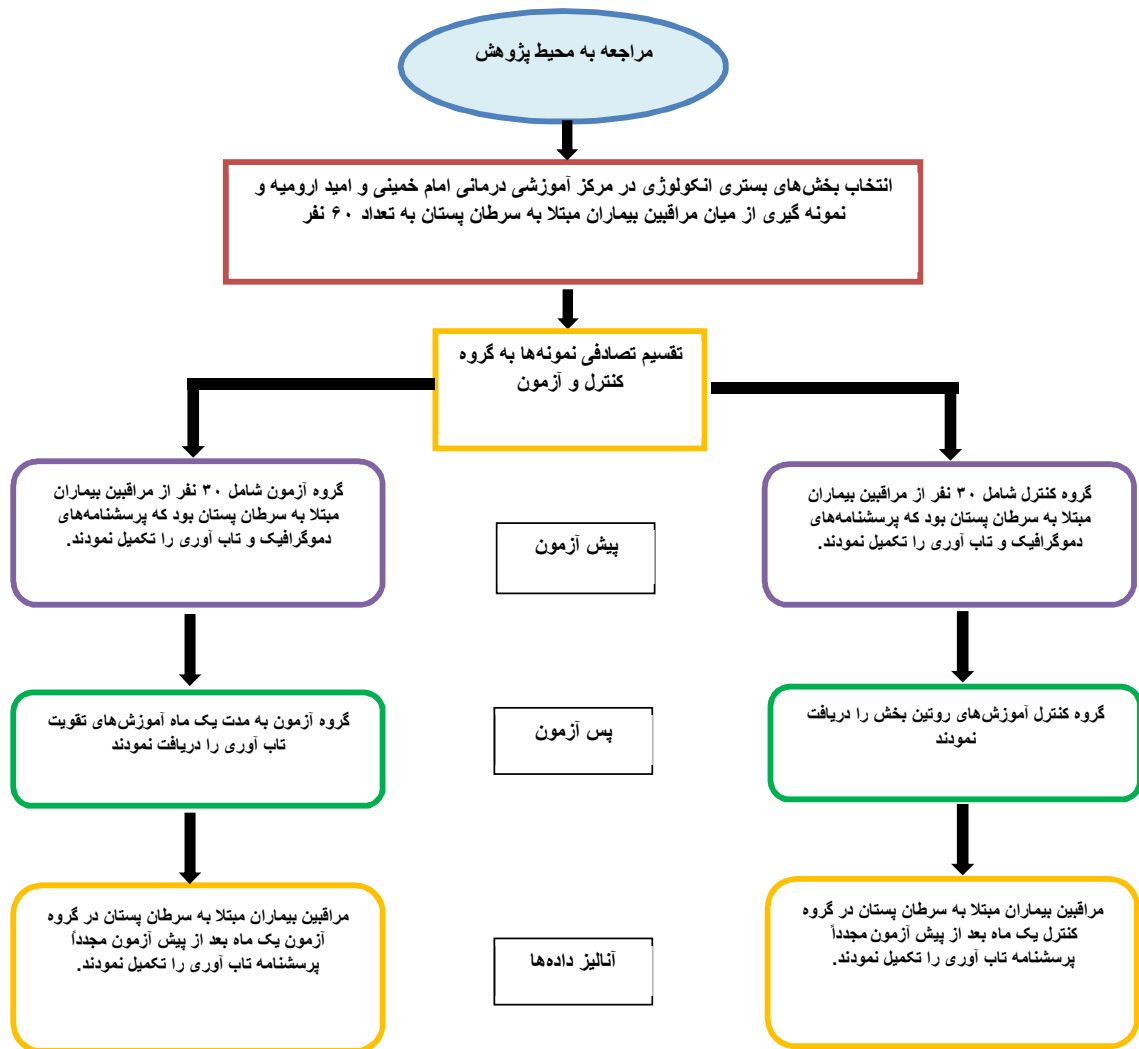 مراجعه به محیط پژوهش
انتخاب بخش‌های بستری انکولوژی در مرکز آموزشی درمانی امام خمینی و امید ارومیه و
نمونه گیری از میان مراقبین بیماران مبتلا به سرطان پستان به تعداد ۶۰ نفر
تقسیم تصادفی نمونه‌ها به گروه
کنترل و آزمون
گروه کنترل شامل ۳۰ نفر از مراقبین بیماران
مبتلا به سرطان پستان بود که پرسشنامه‌های
دموگرافیک و تاب آوری را تکمیل نمودند.
پیش آزمون
گروه آزمون شامل ۳۰ نفر از مراقبین بیماران
مبتلا به سرطان پستان بود که پرسشنامه‌های
دموگرافیک و تاب آوری را تکمیل نمودند.
گروه کنترل آموزش‌های روتین بخش را دریافت
نمودند
پس آزمون
گروه آزمون به مدت یک ماه آموزش‌های تقویت
تاب آوری را دریافت نمودند
مراقبین بیماران مبتلا به سرطان پستان در گروه
کنترل یک ماه بعد از پیش آزمون مجدداً
پرسشنامه تاب آوری را تکمیل نمودند.
آنالیز داده‌ها
مراقبین بیماران مبتلا به سرطان پستان در گروه
آزمون یک ماه بعد از پیش آزمون مجدداً
پرسشنامه تاب آوری را تکمیل نمودند.